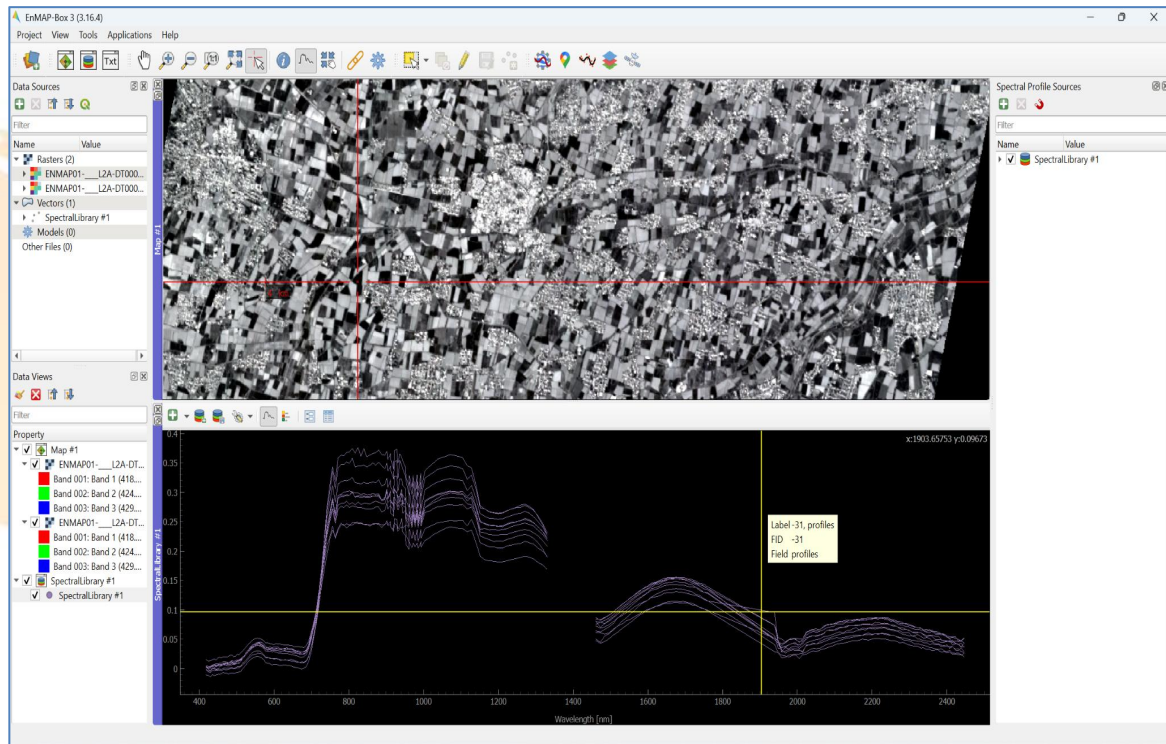 EnMAP-Box 3 (3.16.4)
Project View Tools Applications Help
Txt
Data Sources
Filter
Name Value
Rasters (2)
ENMAP01-___L2A-DT000...
ENMAP01-___L2A-DT000...
Vectors (1)
SpectralLibrary #1
Models (0)
Other Files (0)
Data Views
Filter
Property
Map #1
ENMAP01-___L2A-DT...
Band 001: Band 1 (418....
Band 002: Band 2 (424....
Band 003: Band 3 (429....
ENMAP01-___L2A-DT...
Band 001: Band 1 (418....
Band 002: Band 2 (424....
Band 003: Band 3 (429....
SpectralLibrary #1
SpectralLibrary #1
Map #1
SpectralLibrary #1
x:1903.65753 y:0.09673
0.4
0.35
0.3
0.25
0.2
0.15
0.1
0.05
0
Label -31, profiles
FID -31
Field profiles
400 600 800 1000 1200 1400 1600 1800 2000 2200 2400
Wavelength [nm]
Spectral Profile Sources
Filter
Name Value
SpectralLibrary #1